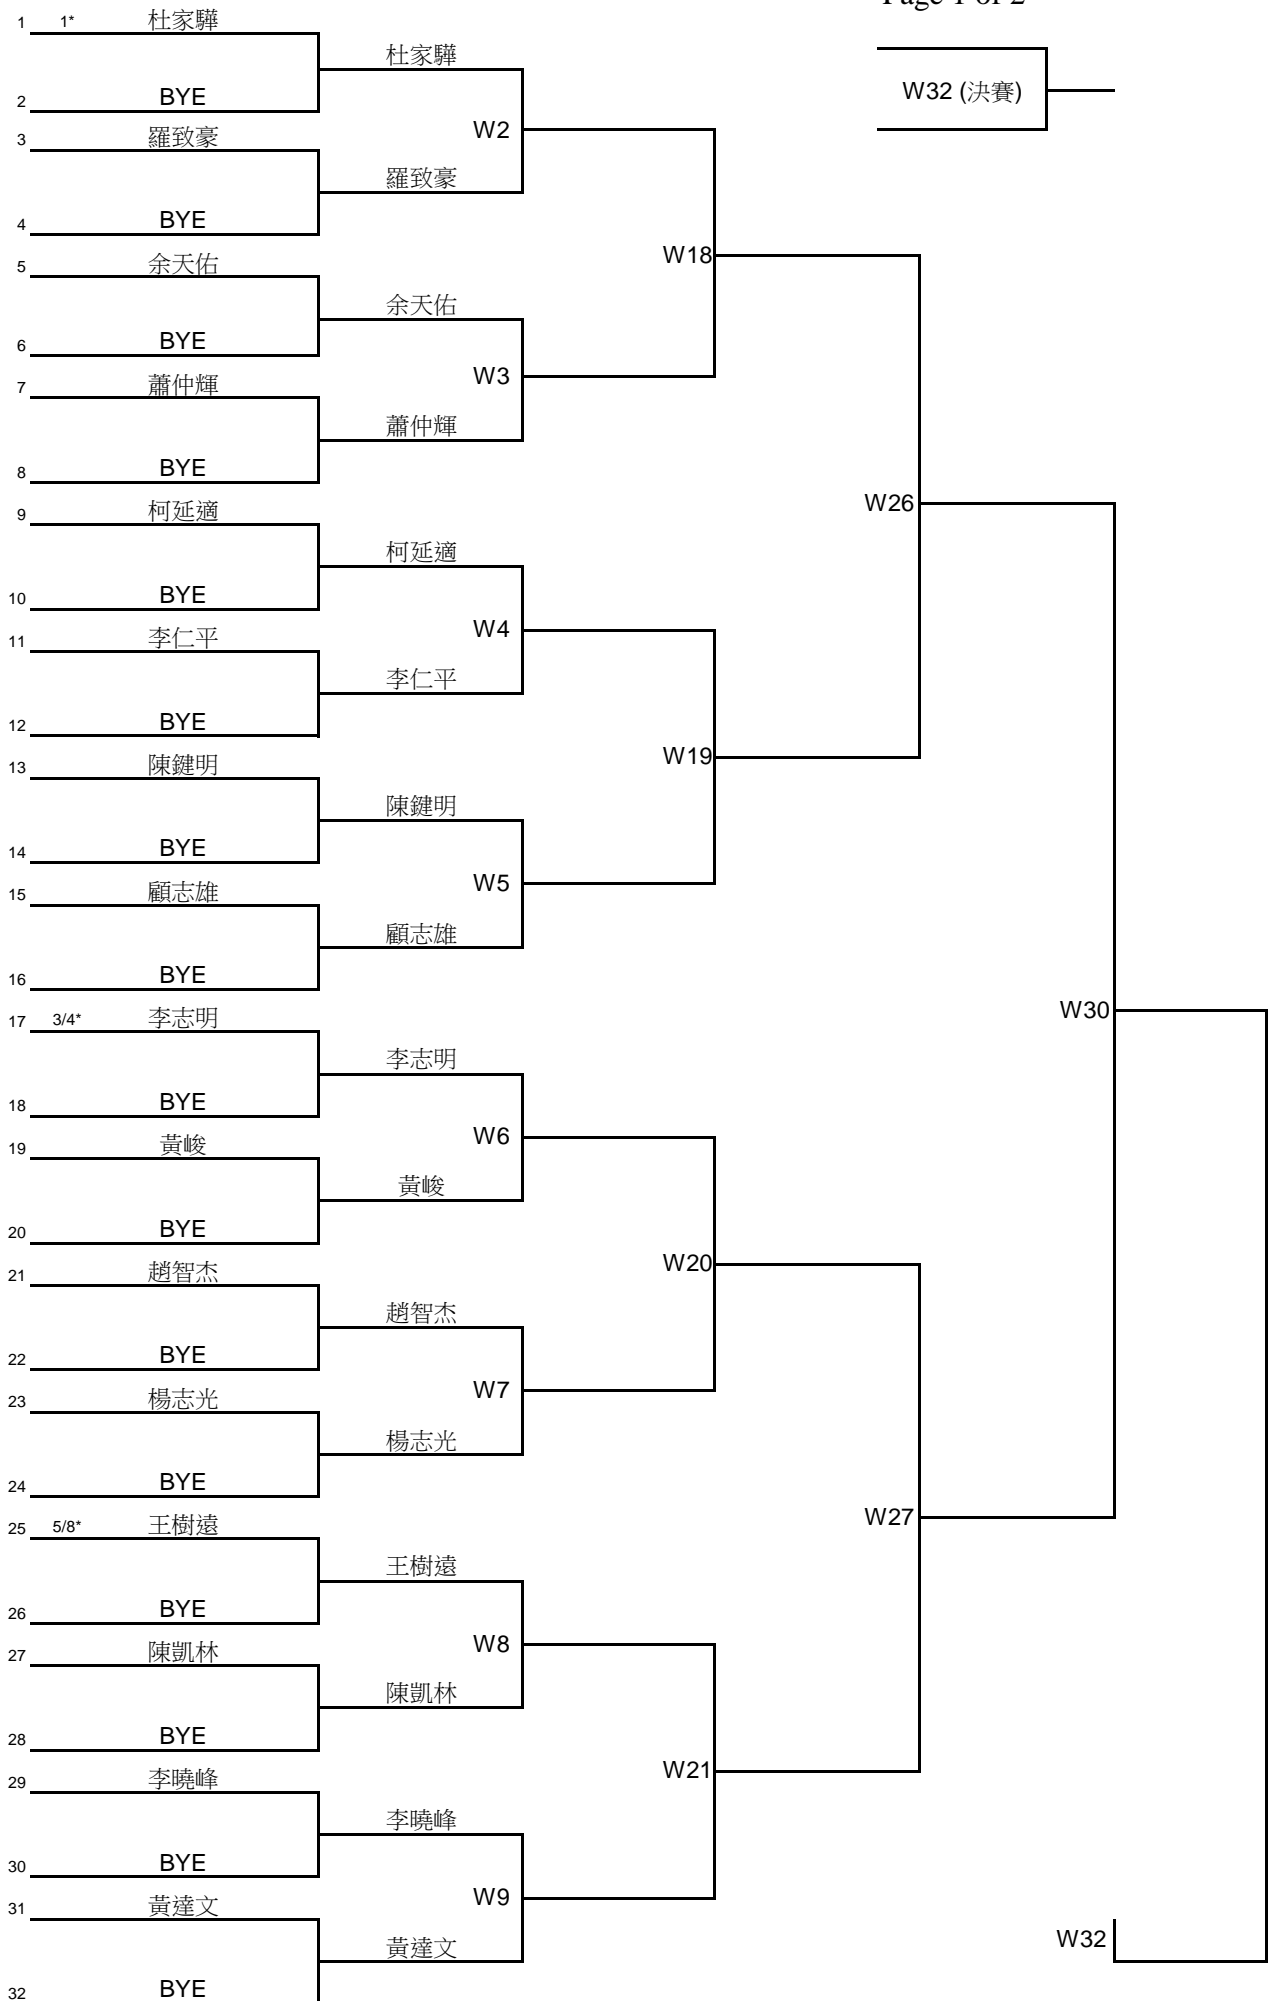 Page 1 of 2
1 1* 杜家驊
杜家驊
W32 (決賽)
2 BYE
W2
3 羅致豪
羅致豪
4 BYE
W18
5 余天佑
余天佑
6 BYE
W3
7 蕭仲輝
蕭仲輝
8 BYE
W26
9 柯延適
柯延適
10 BYE
W4
11 李仁平
李仁平
12 BYE
W19
13 陳鍵明
陳鍵明
14 BYE
W5
15 顧志雄
顧志雄
16 BYE
W30
17 3/4* 李志明
李志明
18 BYE
W6
19 黃峻
黃峻
20 BYE
W20
21 趙智杰
趙智杰
22 BYE
W7
23 楊志光
楊志光
24 BYE
W27
25 5/8* 王樹遠
王樹遠
26 BYE
W8
27 陳凱林
陳凱林
28 BYE
W21
29 李曉峰
李曉峰
30 BYE
W9
31 黃達文
黃達文
W32
32 BYE